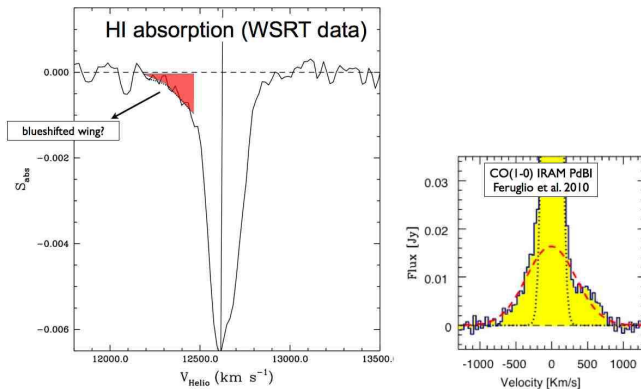 HI absorption (WSRT data)
0.000
−0.002
−0.004
−0.006
S_abs
blueshifted wing?
12000.0
12500.0
13000.0
13500.0
V_Helio (km s⁻¹)
CO(1-0) IRAM PdBI
Feruglio et al. 2010
0.03
0.02
0.01
0
Flux [Jy]
-1000
-500
0
500
1000
Velocity [Km/s]